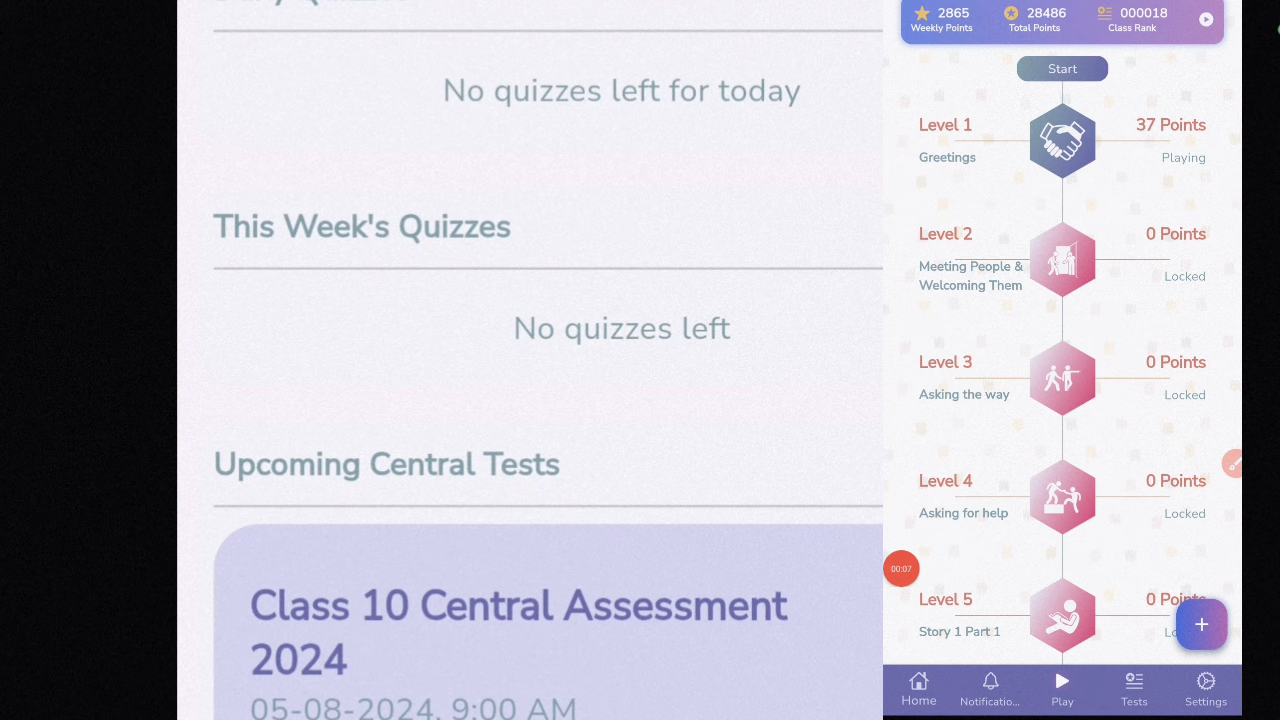 No quizzes left for today
This Week's Quizzes
No quizzes left
Upcoming Central Tests
Class 10 Central Assessment
2024
05-08-2024, 9:00 AM
2865
Weekly Points
28486
Total Points
000018
Class Rank
Start
Level 1
37 Points
Greetings
Playing
Level 2
0 Points
Meeting People &
Welcoming Them
Locked
Level 3
0 Points
Asking the way
Locked
Level 4
0 Points
Asking for help
Locked
00:07
Level 5
0 Points
Story 1 Part 1
+
Home
Notificatio...
Play
Tests
Settings